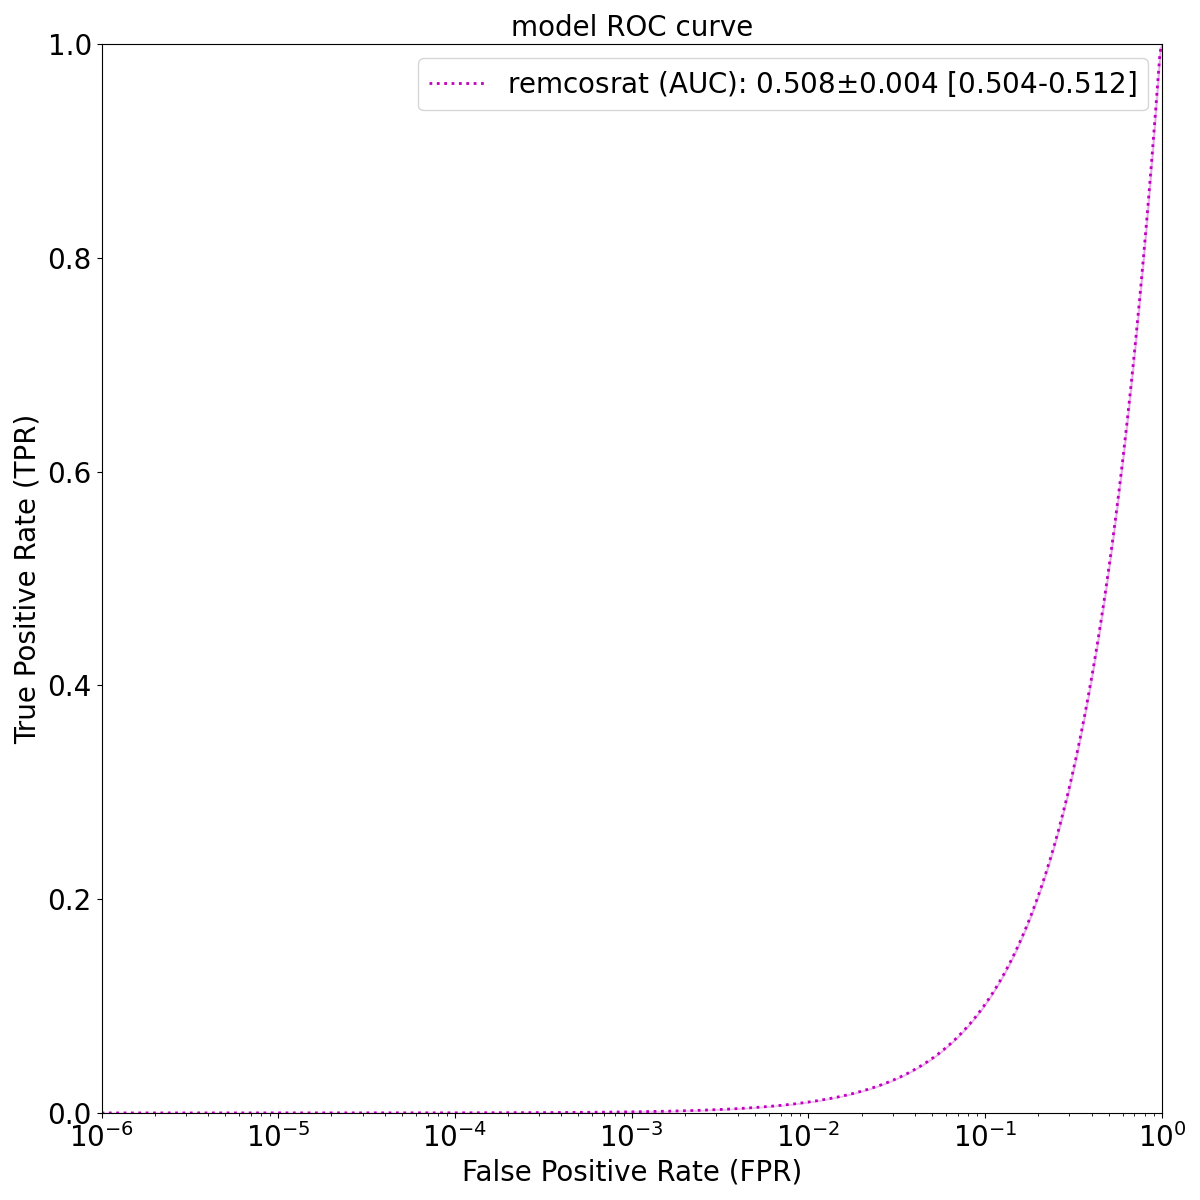 model ROC curve
remcosrat (AUC): 0.508±0.004 [0.504-0.512]
True Positive Rate (TPR)
1.0
0.8
0.6
0.4
0.2
0.0
10⁻⁶ 10⁻⁵ 10⁻⁴ 10⁻³ 10⁻² 10⁻¹ 10⁰
False Positive Rate (FPR)